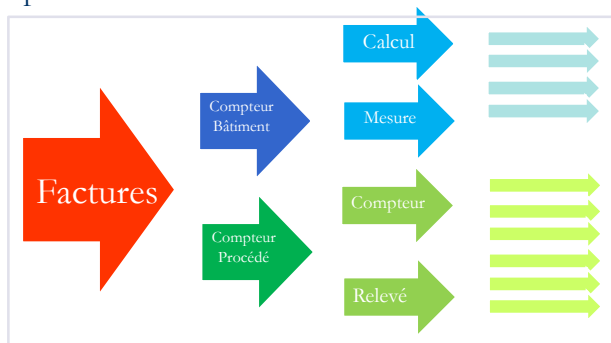 Factures
Compteur
Bâtiment
Compteur
Procédé
Calcul
Mesure
Compteur
Relevé